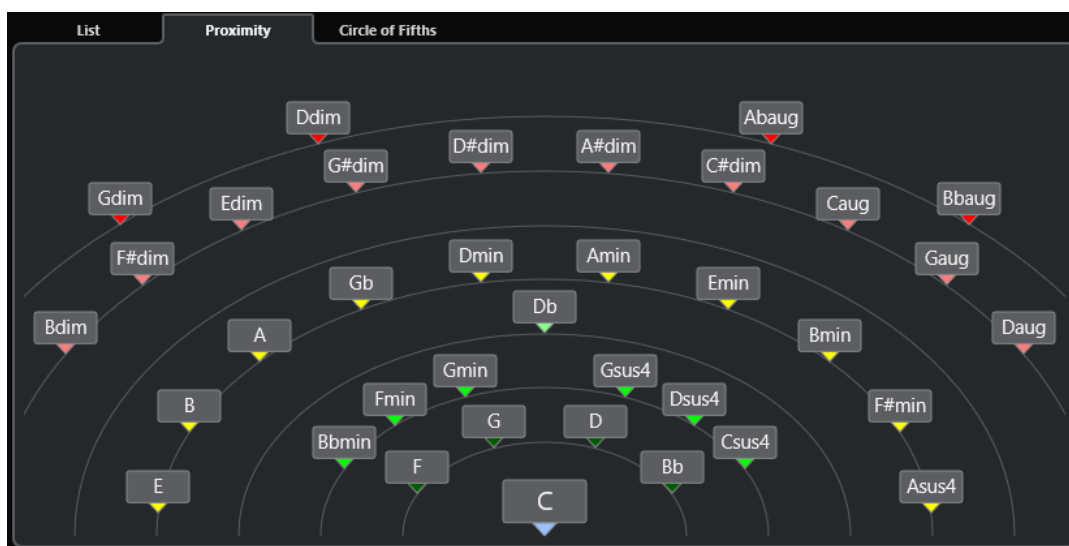 List Proximity Circle of Fifths
Ddim Abaug
G#dim D#dim A#dim C#dim
Gdim Edim Caug Bbaug
F#dim Gb Dmin Amin Emin Gaug
Bdim A Db Bmin Daug
Gmin Gsus4
B Fmin Dsus4 F#min
Bbmin G D Csus4
E F Bb Asus4
C